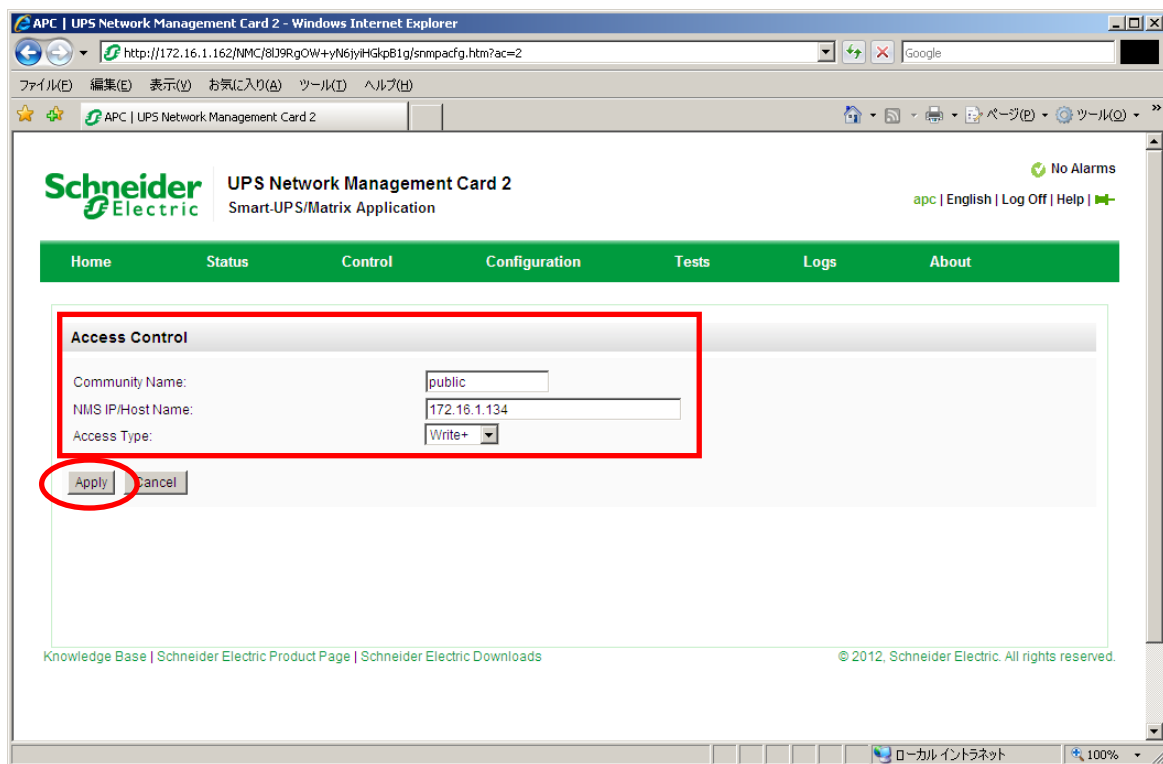 APC | UPS Network Management Card 2 - Windows Internet Explorer
http://172.16.1.162/NMC/8lJ9RgOW+yN6jyiHGkpB1g/snmpacfg.htm?ac=2
Google
ファイル(F) 編集(E) 表示(V) お気に入り(A) ツール(T) ヘルプ(H)
APC | UPS Network Management Card 2
ページ(P) ツール(O) »
No Alarms
Schneider Electric
UPS Network Management Card 2
Smart-UPS/Matrix Application
apc | English | Log Off | Help |
Home Status Control Configuration Tests Logs About
Access Control
Community Name: public
NMS IP/Host Name: 172.16.1.134
Access Type: Write+
Apply Cancel
Knowledge Base | Schneider Electric Product Page | Schneider Electric Downloads
© 2012, Schneider Electric. All rights reserved.
ローカル イントラネット 100%